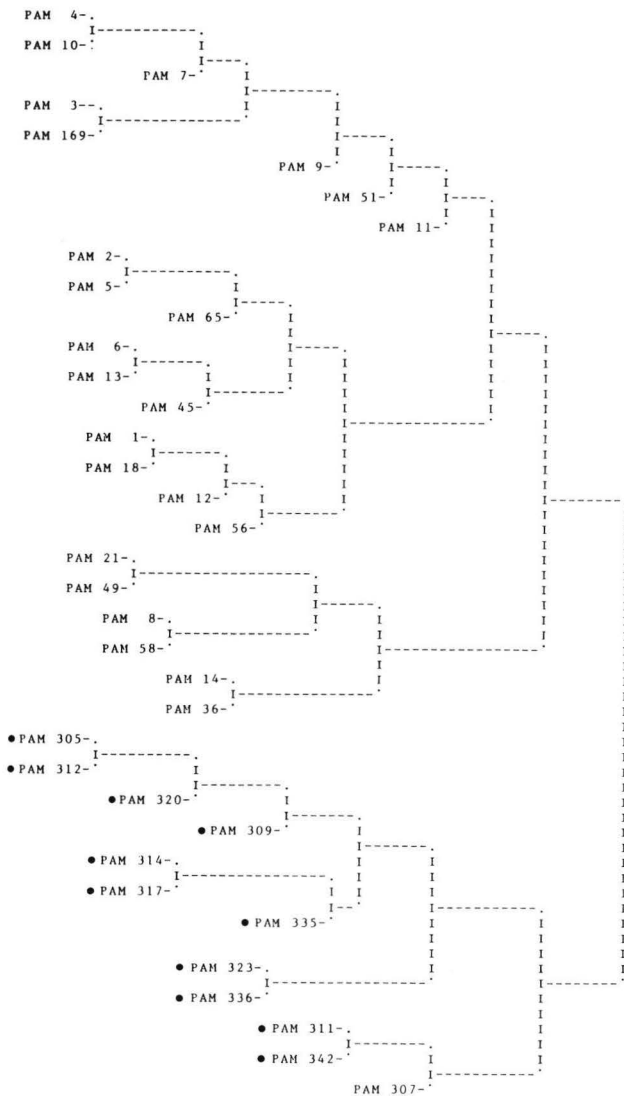 PAM 4
PAM 10
PAM 7
PAM 3
PAM 169
PAM 9
PAM 51
PAM 11
PAM 2
PAM 5
PAM 65
PAM 6
PAM 13
PAM 45
PAM 1
PAM 18
PAM 12
PAM 56
PAM 21
PAM 49
PAM 8
PAM 58
PAM 14
PAM 36
● PAM 305
● PAM 312
● PAM 320
● PAM 309
● PAM 314
● PAM 317
● PAM 335
● PAM 323
● PAM 336
● PAM 311
● PAM 342
PAM 307